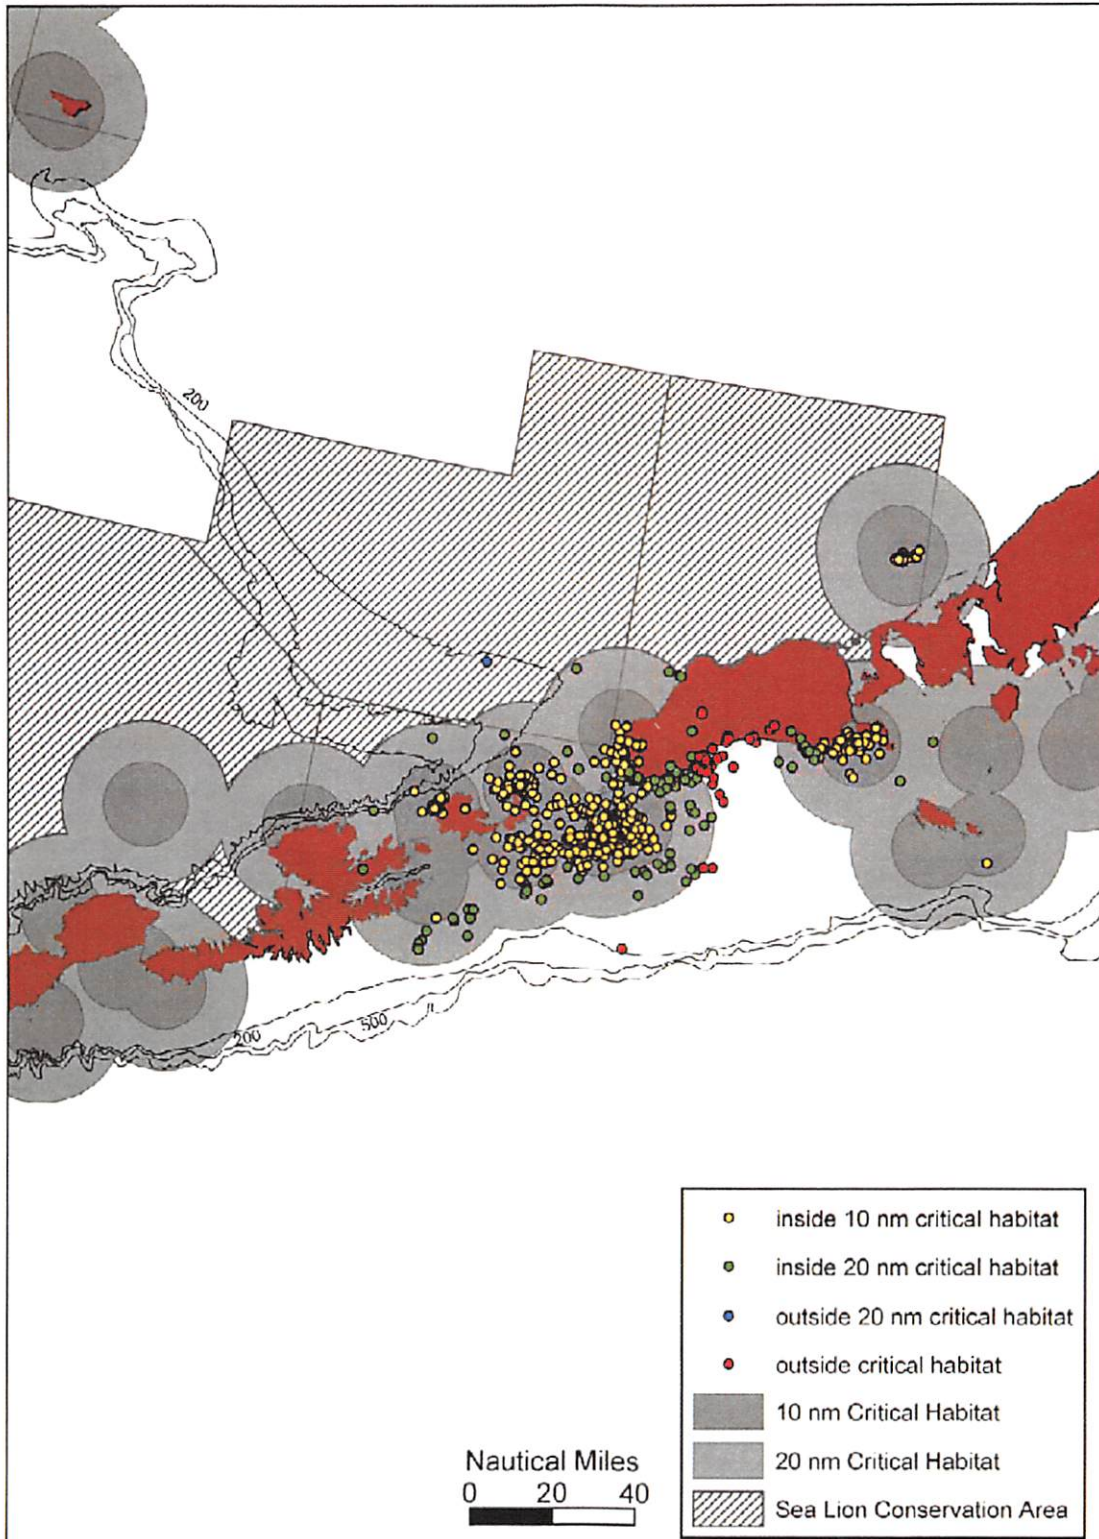 200
200
500
inside 10 nm critical habitat
inside 20 nm critical habitat
outside 20 nm critical habitat
outside critical habitat
10 nm Critical Habitat
20 nm Critical Habitat
Sea Lion Conservation Area
Nautical Miles
0 20 40